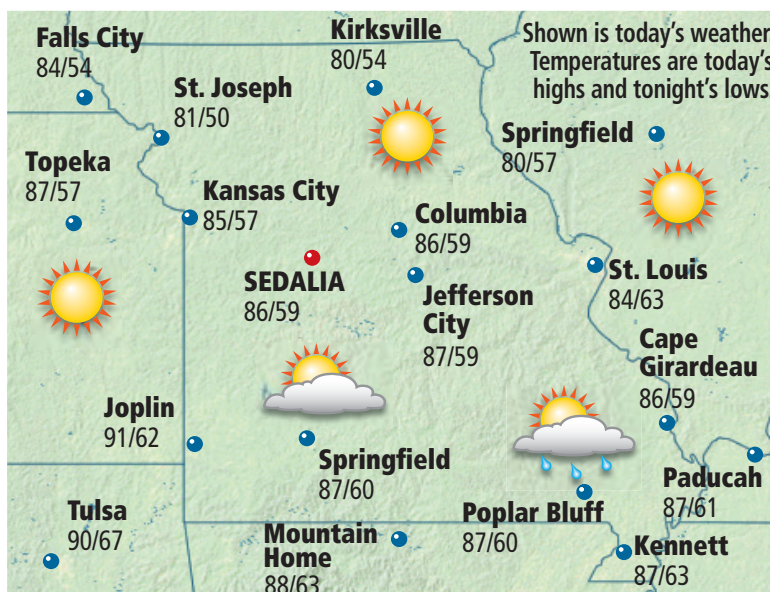 Falls City
84/54
Kirksville
80/54
Shown is today's weather
Temperatures are today's
highs and tonight's lows
St. Joseph
81/50
Springfield
80/57
Topeka
87/57
Kansas City
85/57
Columbia
86/59
SEDALIA
86/59
St. Louis
84/63
Jefferson
City
87/59
Cape
Girardeau
86/59
Joplin
91/62
Springfield
87/60
Paducah
87/61
Tulsa
90/67
Mountain
Home
88/63
Poplar Bluff
87/60
Kennett
87/63